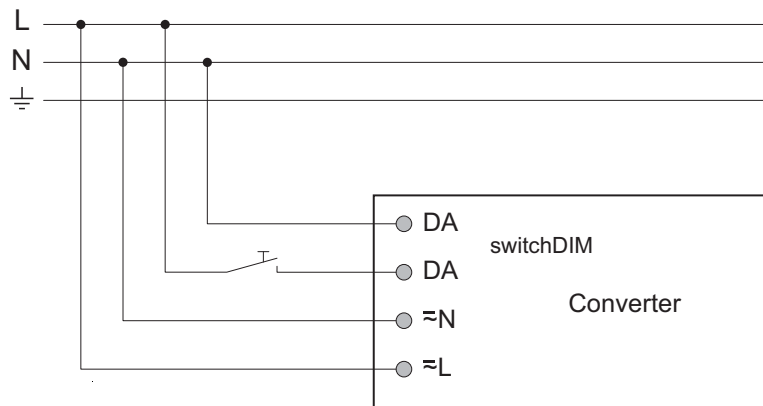 L
N
DA
switchDIM
DA
Converter
≂N
≂L